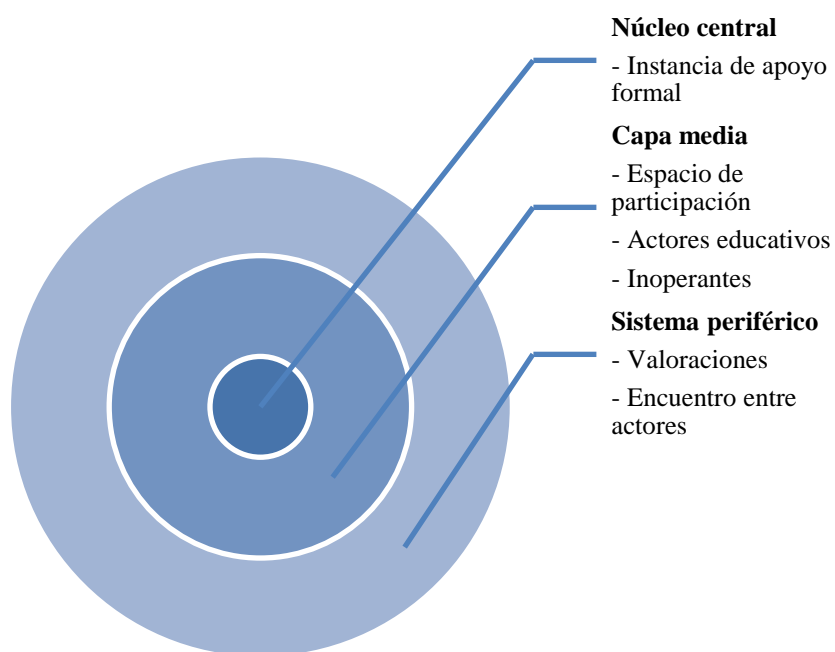 Núcleo central
- Instancia de apoyo
formal
Capa media
- Espacio de
participación
- Actores educativos
- Inoperantes
Sistema periférico
- Valoraciones
- Encuentro entre
actores